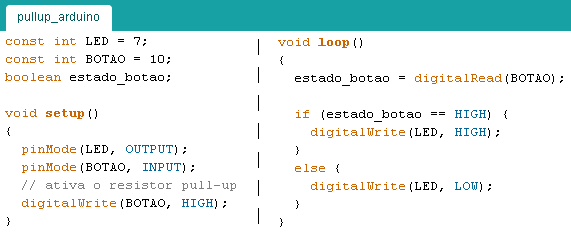 pullup_arduino
const int LED = 7;
const int BOTAO = 10;
boolean estado_botao;
void setup()
{
pinMode(LED, OUTPUT);
pinMode(BOTAO, INPUT);
// ativa o resistor pull-up
digitalWrite(BOTAO, HIGH);
}
void loop()
{
estado_botao = digitalRead(BOTAO);
if (estado_botao == HIGH) {
digitalWrite(LED, HIGH);
}
else {
digitalWrite(LED, LOW);
}
}